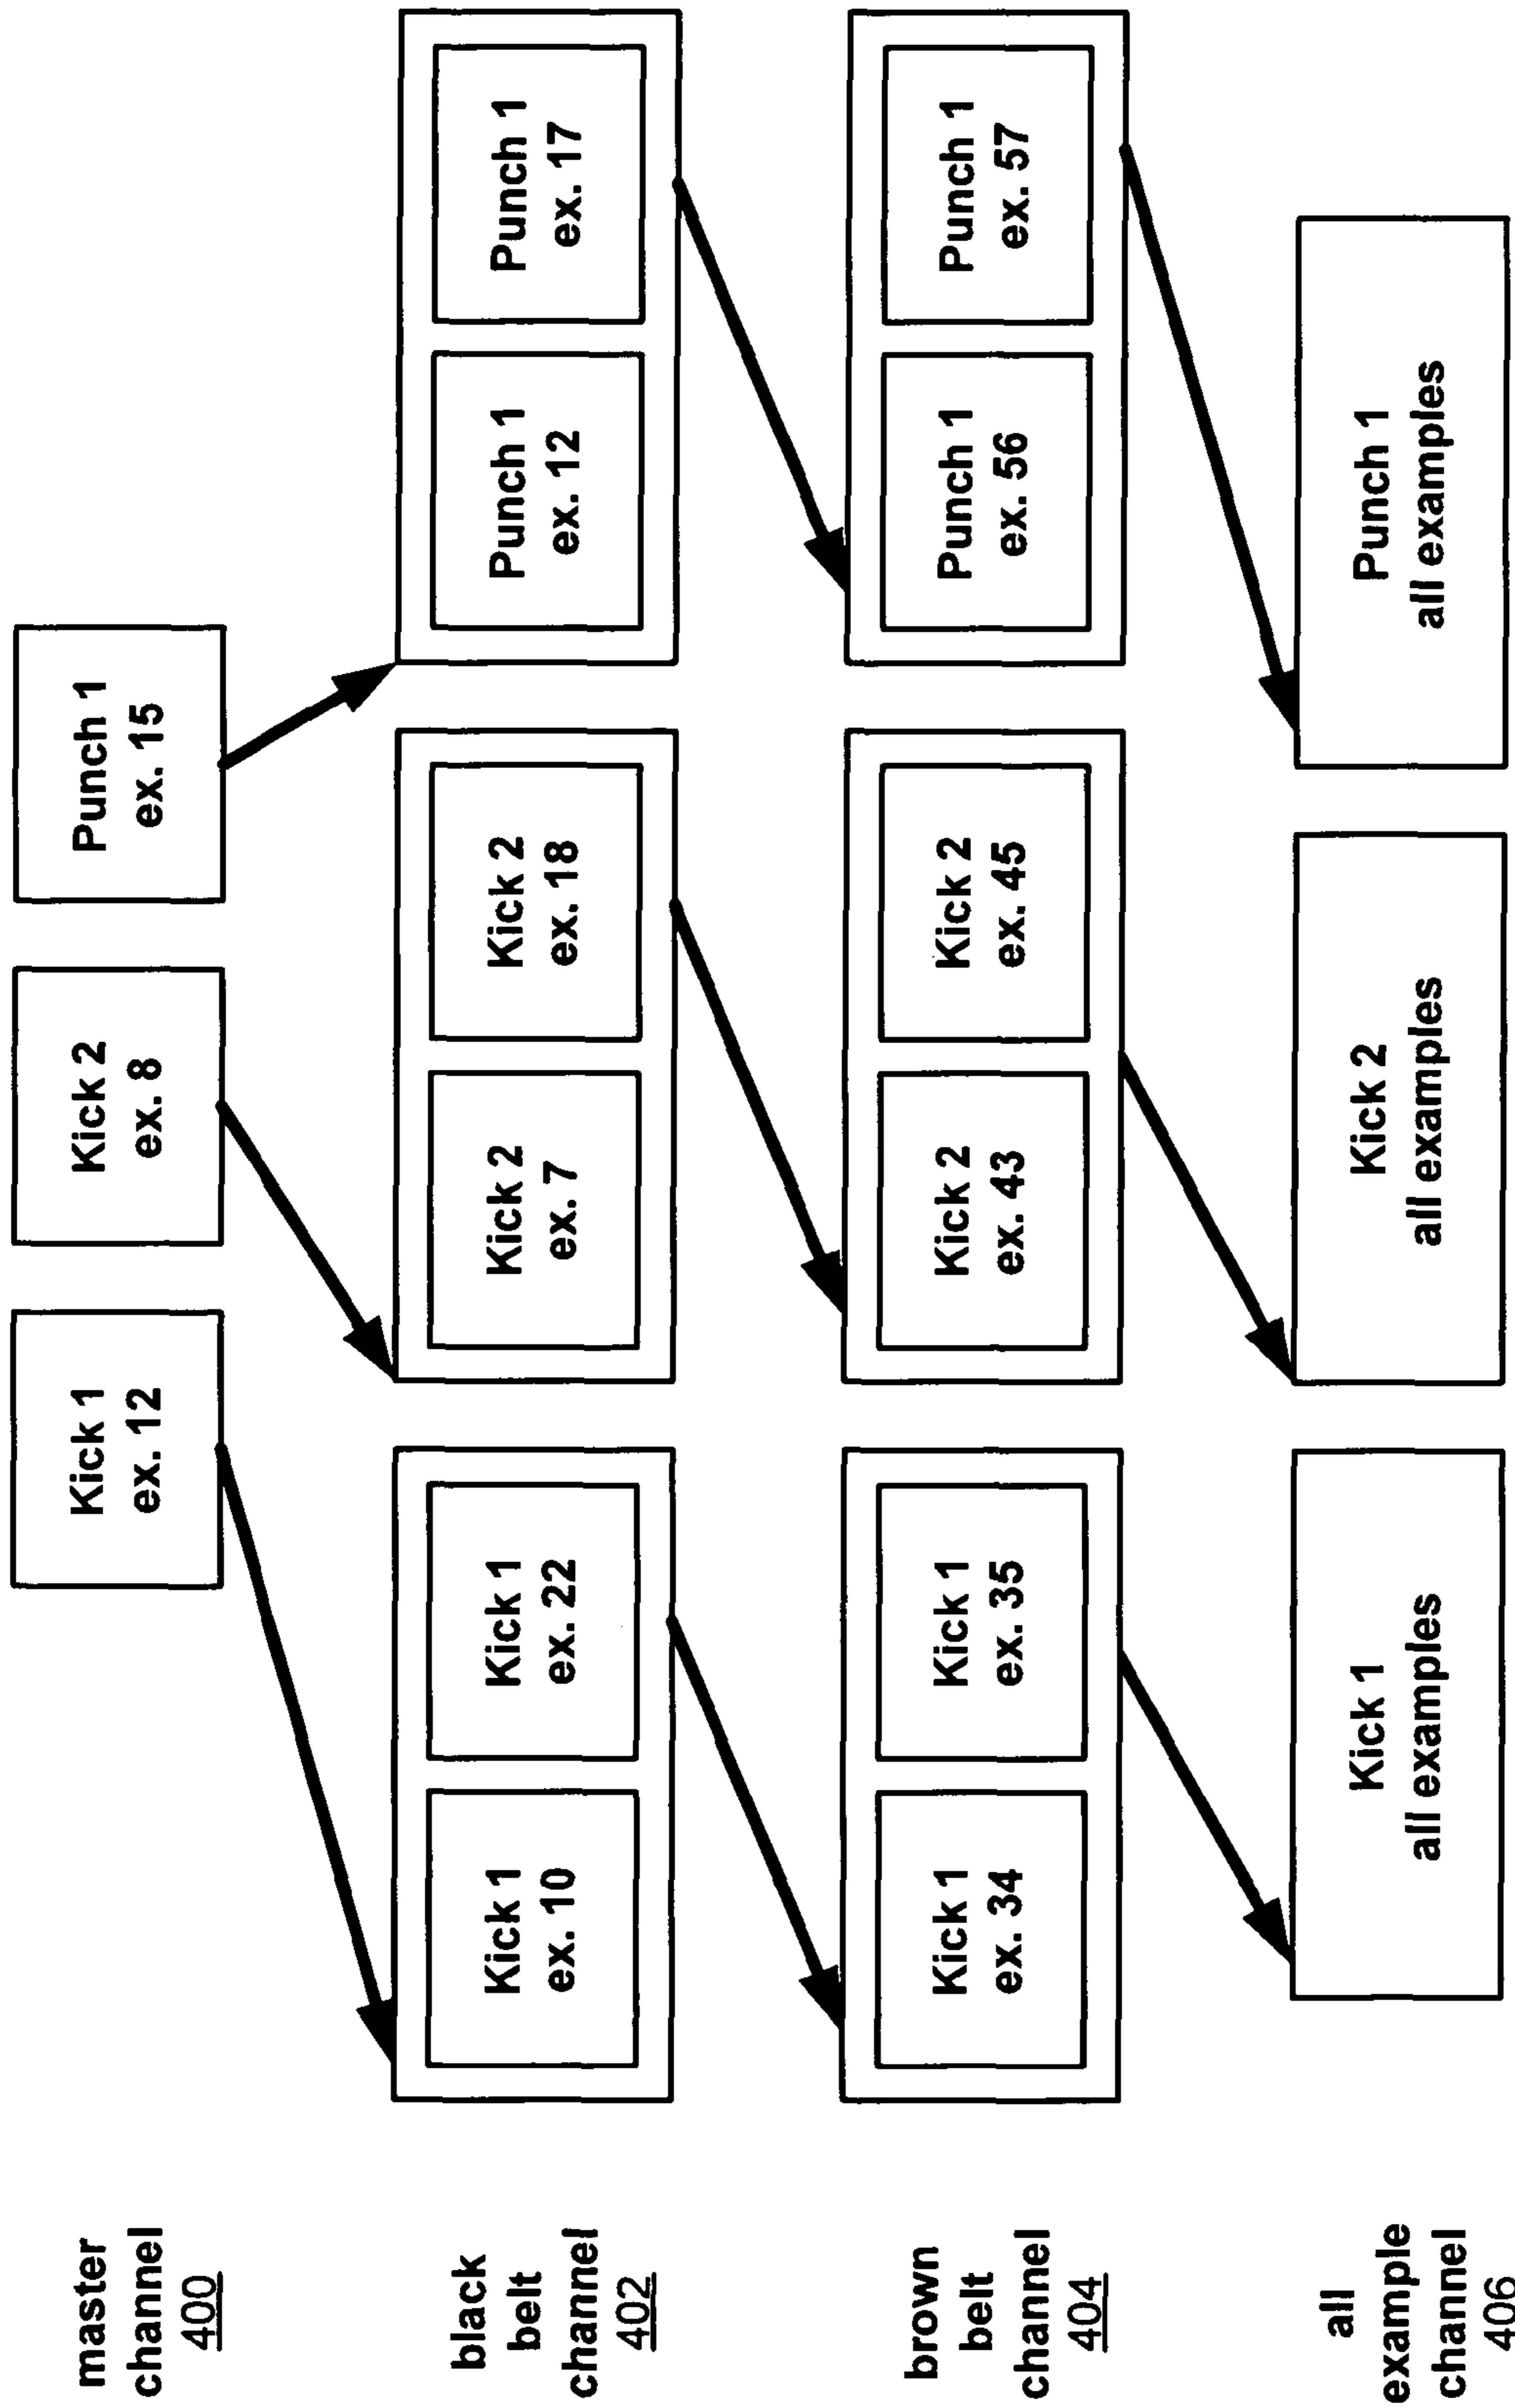 master
channel
400
Kick 1
ex. 12
Kick 2
ex. 8
Punch 1
ex. 15
black
belt
channel
402
Kick 1
ex. 10
Kick 1
ex. 22
Kick 2
ex. 7
Kick 2
ex. 18
Punch 1
ex. 12
Punch 1
ex. 17
brown
belt
channel
404
Kick 1
ex. 34
Kick 1
ex. 35
Kick 2
ex. 43
Kick 2
ex. 45
Punch 1
ex. 56
Punch 1
ex. 57
all
example
channel
406
Kick 1
all examples
Kick 2
all examples
Punch 1
all examples